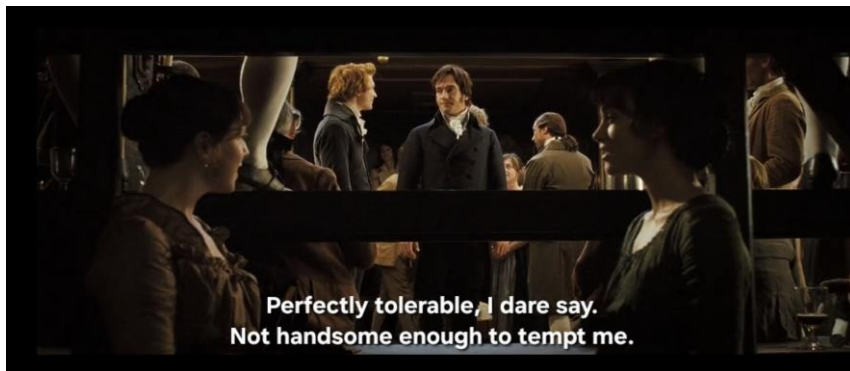 Perfectly tolerable, I dare say.
Not handsome enough to tempt me.